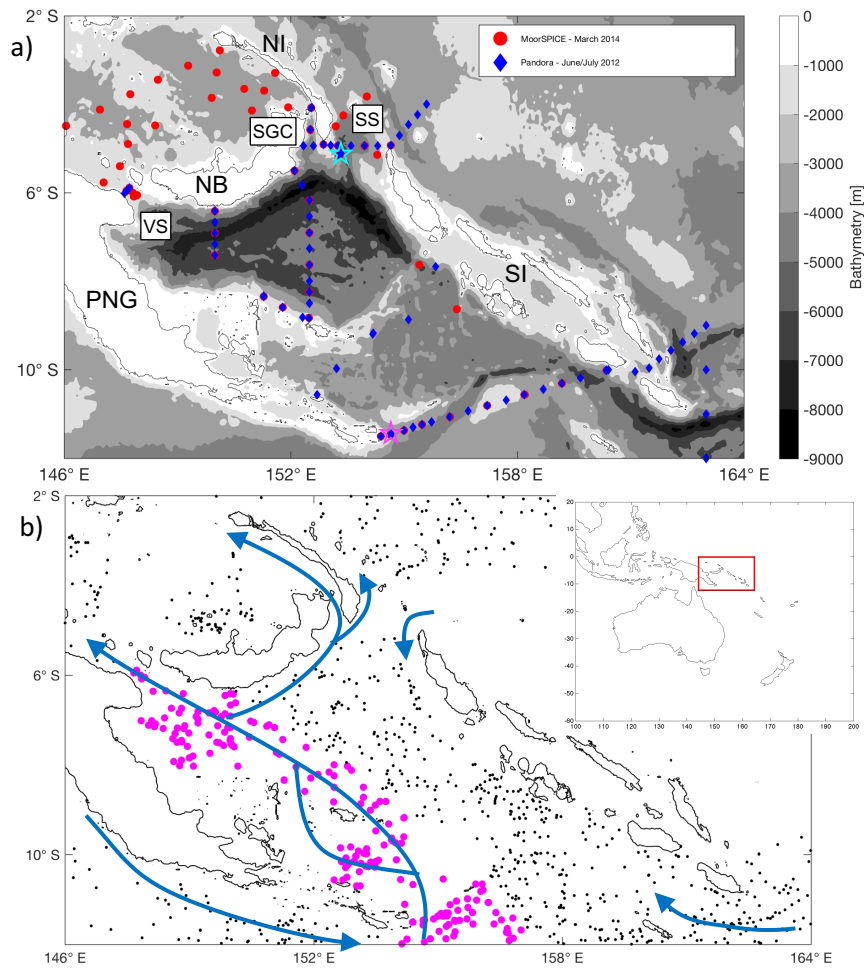 a)
2° S
6° S
10° S
146° E
152° E
158° E
164° E
NI
SS
SGC
NB
VS
PNG
SI
MoorSPICE - March 2014
Pandora - June/July 2012
0
-1000
-2000
-3000
-4000
-5000
-6000
-7000
-8000
-9000
Bathymetry [m]
b)
2° S
6° S
10° S
146° E
152° E
158° E
164° E
20
10
0
-10
-20
-30
-40
-50
-60
100 110 120 130 140 150 160 170 180 190 200